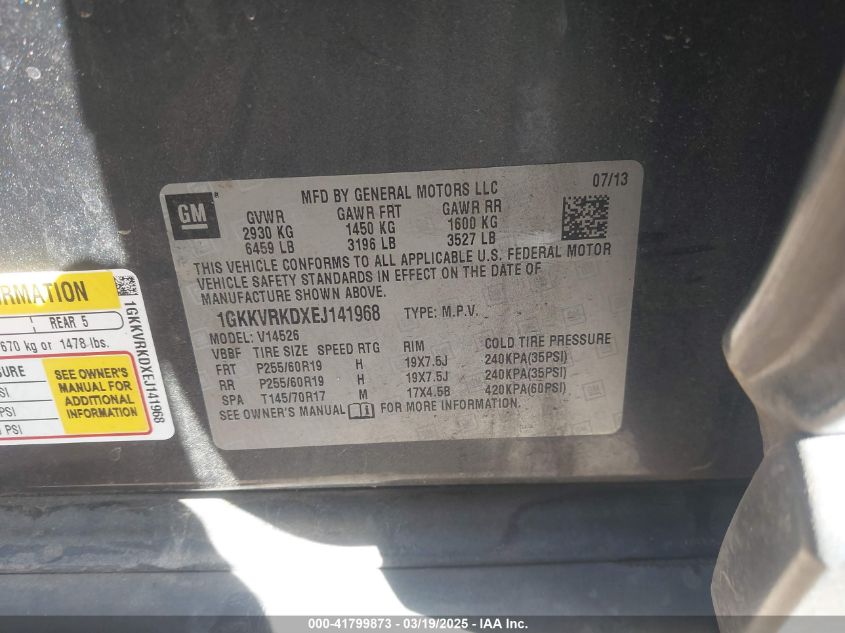 GM
MFD BY GENERAL MOTORS LLC 07/13
GVWR GAWR FRT GAWR RR
2930 KG 1450 KG 1600 KG
6459 LB 3196 LB 3527 LB
THIS VEHICLE CONFORMS TO ALL APPLICABLE U.S. FEDERAL MOTOR
VEHICLE SAFETY STANDARDS IN EFFECT ON THE DATE OF
MANUFACTURE SHOWN ABOVE.
1GKKVRKDXEJ141968 TYPE: M.P.V.
MODEL: V14526
VBBF TIRE SIZE SPEED RTG RIM COLD TIRE PRESSURE
FRT P255/60R19 H 19X7.5J 240KPA(35PSI)
RR P255/60R19 H 19X7.5J 240KPA(35PSI)
SPA T145/70R17 M 17X4.5B 420KPA(60PSI)
SEE OWNER'S MANUAL FOR MORE INFORMATION.
REAR 5
670 kg or 1478 lbs.
PSI
SEE OWNER'S
MANUAL FOR
ADDITIONAL
INFORMATION
1GKKVRKDXEJ141968
000-41799873 - 03/19/2025 - IAA Inc.